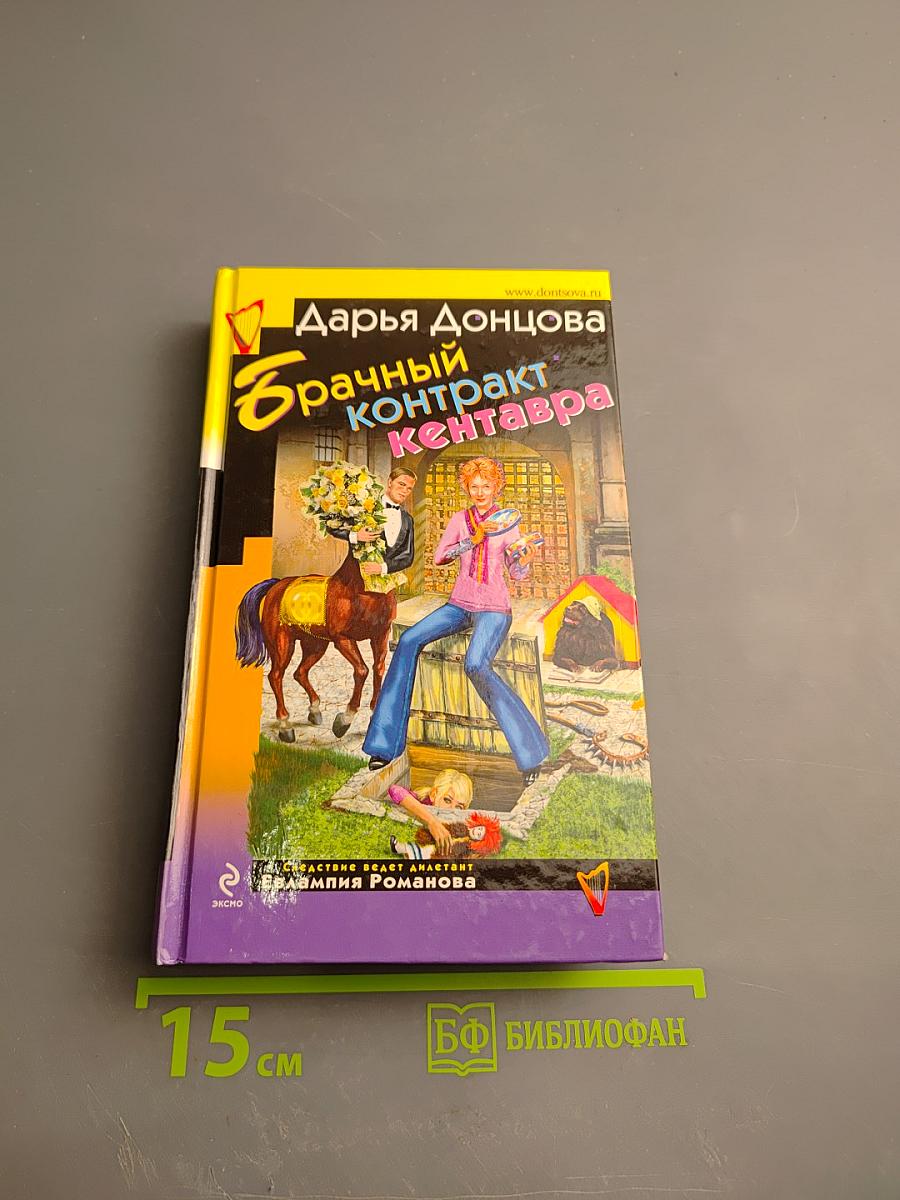 www.dontsova.ru
Дарья Донцова
Брачный
контракт
кентавра
Следствие ведет дилетант
Евлампия Романова
ЭКСМО
15 см
БФ БИБЛИОФАН